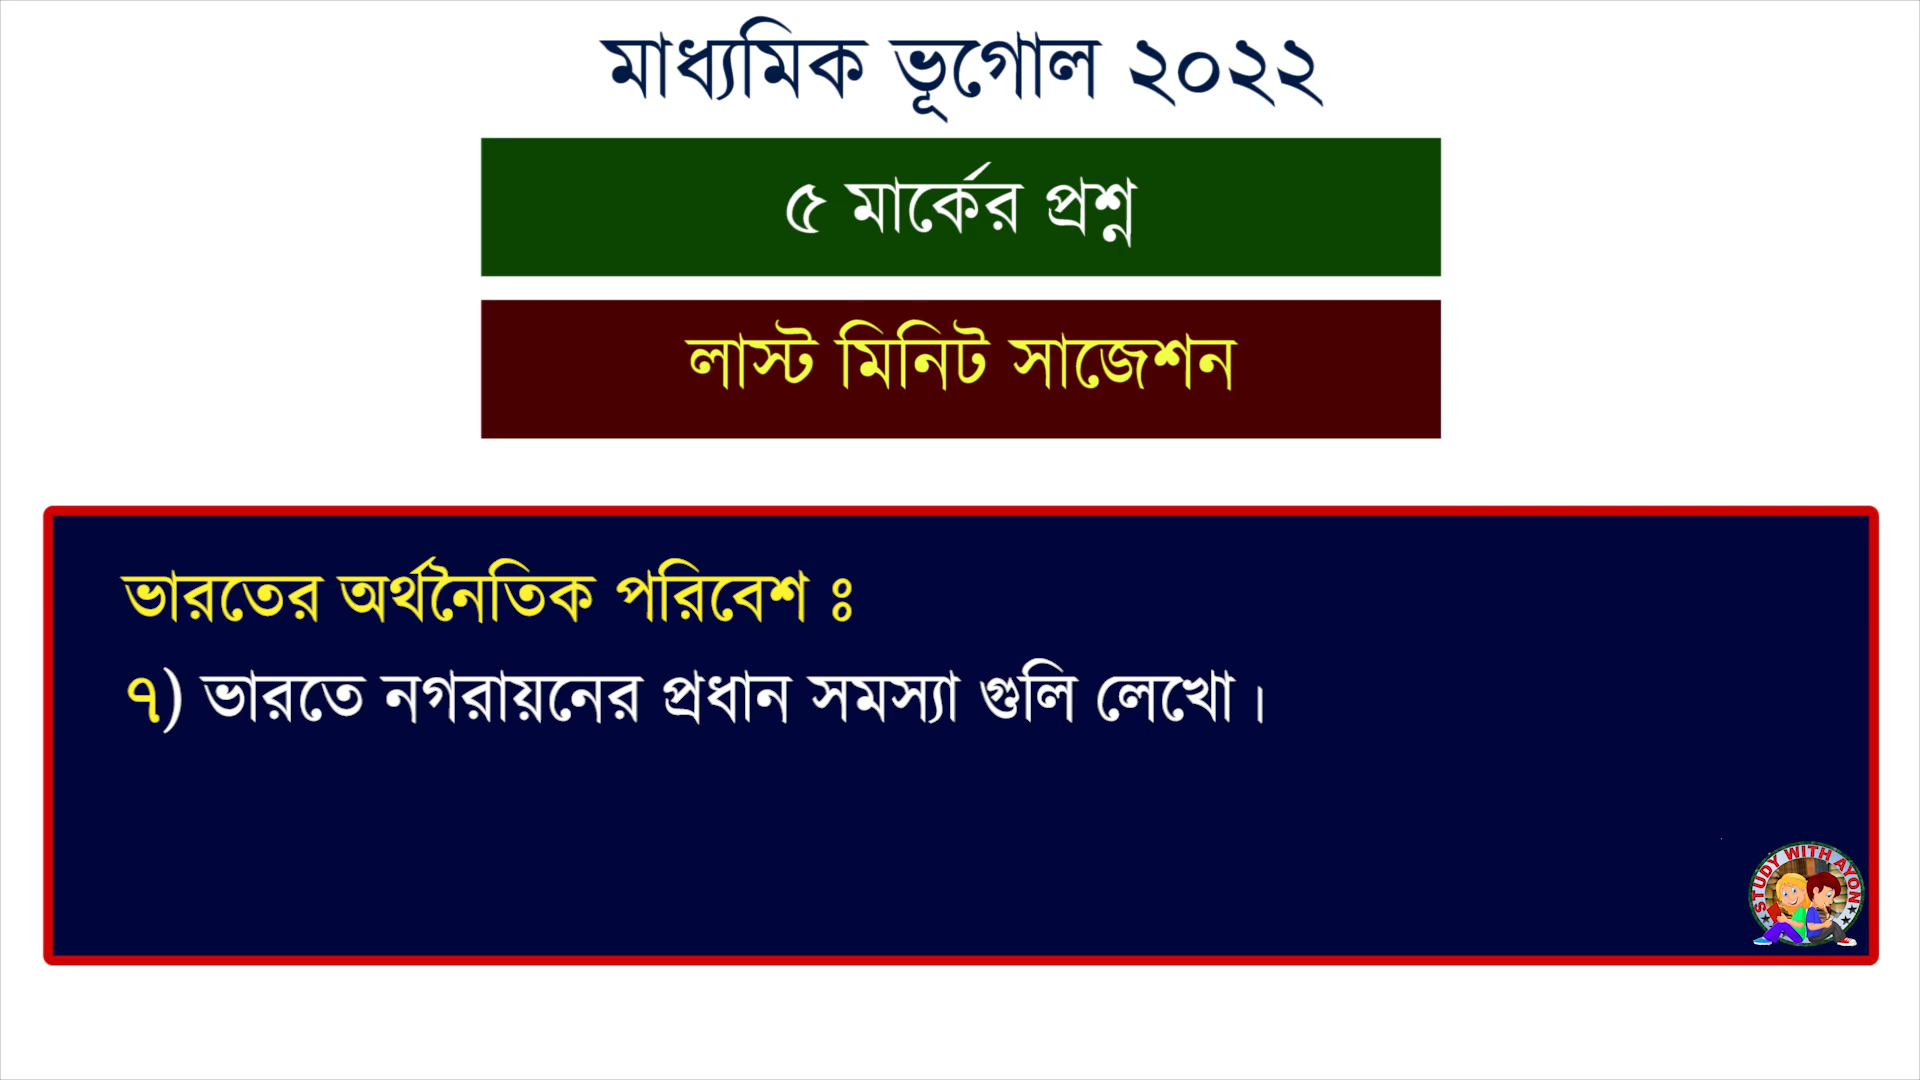 মাধ্যমিক ভূগোল ২০২২
৫ মার্কের প্রশ্ন
লাস্ট মিনিট সাজেশন
ভারতের অর্থনৈতিক পরিবেশ ঃ
৭) ভারতে নগরায়নের প্রধান সমস্যা গুলি লেখো।
STUDY WITH AYON